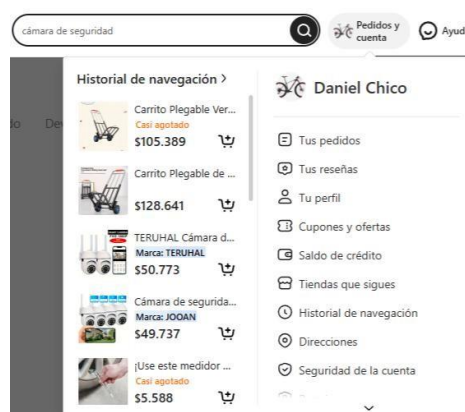 cámara de seguridad
Pedidos y
cuenta
Ayud
Historial de navegación >
Carrito Plegable Ver...
Casi agotado
$105.389
Carrito Plegable de ...
$128.641
TERUHAL Cámara d...
Marca: TERUHAL
$50.773
Cámara de segurida...
Marca: JOOAN
$49.737
¡Use este medidor ...
Casi agotado
$5.588
Daniel Chico
Tus pedidos
Tus reseñas
Tu perfil
Cupones y ofertas
Saldo de crédito
Tiendas que sigues
Historial de navegación
Direcciones
Seguridad de la cuenta